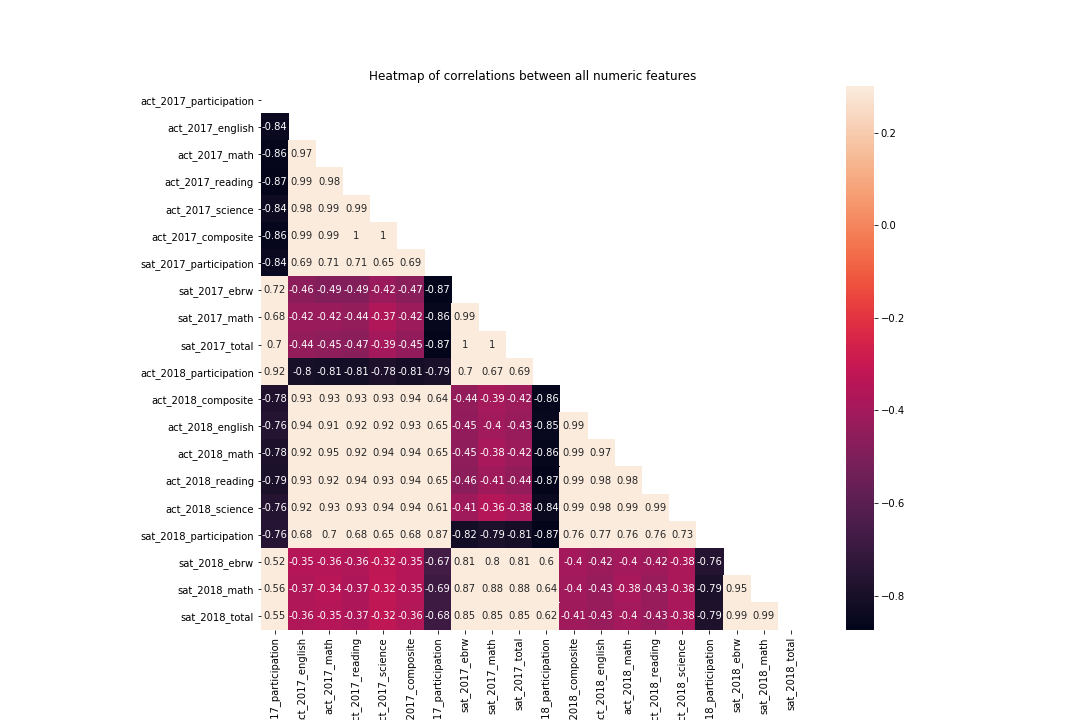 Heatmap of correlations between all numeric features
act_2017_participation
act_2017_english -0.84
act_2017_math -0.86 0.97
act_2017_reading -0.87 0.99 0.98
act_2017_science -0.84 0.98 0.99 0.99
act_2017_composite -0.86 0.99 0.99 1 1
sat_2017_participation -0.84 0.69 0.71 0.71 0.65 0.69
sat_2017_ebrw 0.72 -0.46 -0.49 -0.49 -0.42 -0.47 -0.87
sat_2017_math 0.68 -0.42 -0.42 -0.44 -0.37 -0.42 -0.86 0.99
sat_2017_total 0.7 -0.44 -0.45 -0.47 -0.39 -0.45 -0.87 1 1
act_2018_participation 0.92 -0.8 -0.81 -0.81 -0.78 -0.81 -0.79 0.7 0.67 0.69
act_2018_composite -0.78 0.93 0.93 0.93 0.93 0.94 0.64 -0.44 -0.39 -0.42 -0.86
act_2018_english -0.76 0.94 0.91 0.92 0.92 0.93 0.65 -0.45 -0.4 -0.43 -0.85 0.99
act_2018_math -0.78 0.92 0.95 0.92 0.94 0.94 0.65 -0.45 -0.38 -0.42 -0.86 0.99 0.97
act_2018_reading -0.79 0.93 0.92 0.94 0.93 0.94 0.65 -0.46 -0.41 -0.44 -0.87 0.99 0.98 0.98
act_2018_science -0.76 0.92 0.93 0.93 0.94 0.94 0.61 -0.41 -0.36 -0.38 -0.84 0.99 0.98 0.99 0.99
sat_2018_participation -0.76 0.68 0.7 0.68 0.65 0.68 0.87 -0.82 -0.79 -0.81 -0.87 0.76 0.77 0.76 0.76 0.73
sat_2018_ebrw 0.52 -0.35 -0.36 -0.36 -0.32 -0.35 -0.67 0.81 0.8 0.81 0.6 -0.4 -0.42 -0.4 -0.42 -0.38 -0.76
sat_2018_math 0.56 -0.37 -0.34 -0.37 -0.32 -0.35 -0.69 0.87 0.88 0.88 0.64 -0.4 -0.43 -0.38 -0.43 -0.38 -0.79 0.95
sat_2018_total 0.55 -0.36 -0.35 -0.37 -0.32 -0.36 -0.68 0.85 0.85 0.85 0.62 -0.41 -0.43 -0.4 -0.43 -0.38 -0.79 0.99 0.99
17_participation
ct_2017_english
act_2017_math
ct_2017_reading
ct_2017_science
2017_composite
17_participation
sat_2017_ebrw
sat_2017_math
sat_2017_total
18_participation
2018_composite
ct_2018_english
act_2018_math
ct_2018_reading
ct_2018_science
18_participation
sat_2018_ebrw
sat_2018_math
sat_2018_total
0.2
0.0
−0.2
−0.4
−0.6
−0.8